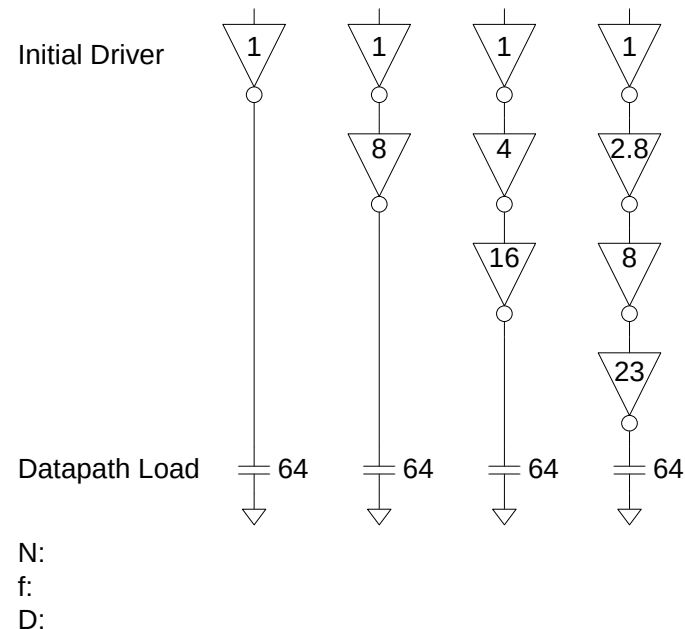 Initial Driver 1 1 1 1
8 4 2.8
16 8
23
Datapath Load 64 64 64 64
N:
f:
D: